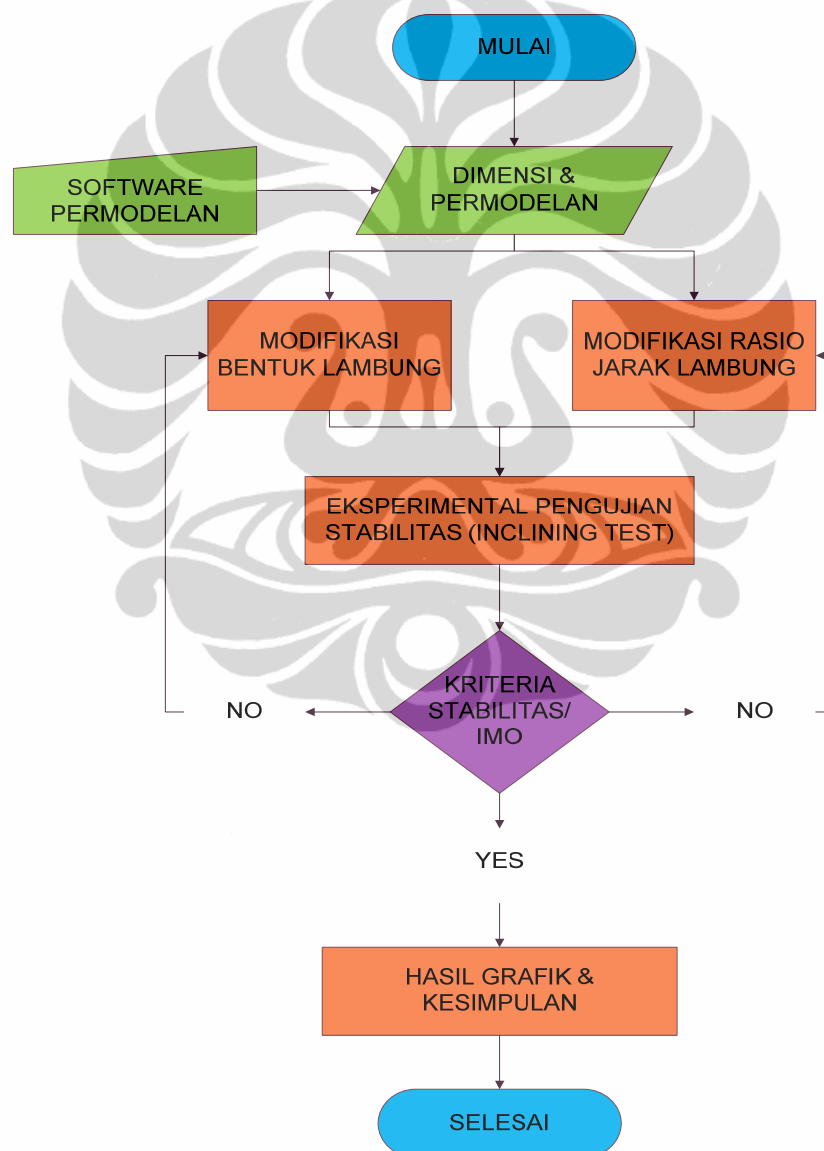 MULAI
SOFTWARE
PERMODELAN
DIMENSI &
PERMODELAN
MODIFIKASI
BENTUK LAMBUNG
MODIFIKASI RASIO
JARAK LAMBUNG
EKSPERIMENTAL PENGUJIAN
STABILITAS (INCLINING TEST)
KRITERIA
STABILITAS/
IMO
NO
NO
YES
HASIL GRAFIK &
KESIMPULAN
SELESAI